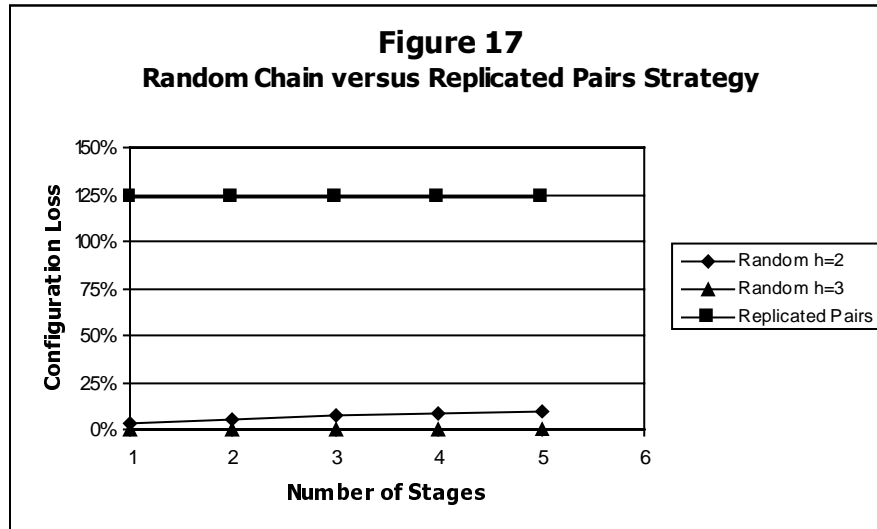 Figure 17
Random Chain versus Replicated Pairs Strategy
150%
125%
100%
75%
50%
25%
0%
Configuration Loss
1 2 3 4 5 6
Number of Stages
Random h=2
Random h=3
Replicated Pairs